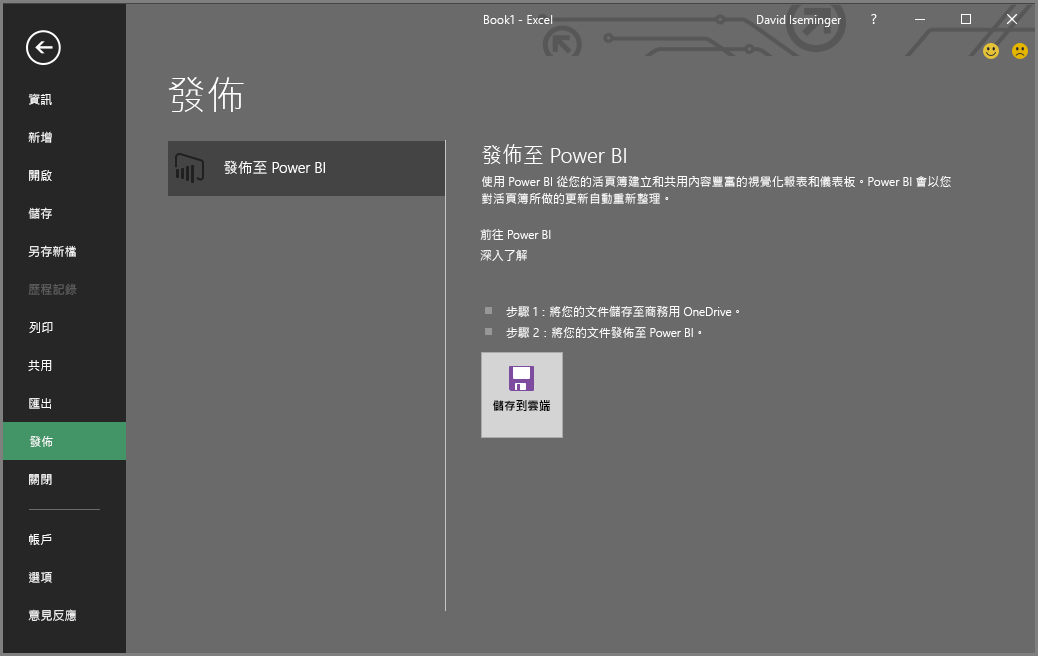 Book1 - Excel
David Iseminger
?
資訊
新增
開啟
儲存
另存新檔
歷程記錄
列印
共用
匯出
發佈
關閉
帳戶
選項
意見反應
發佈
發佈至 Power BI
發佈至 Power BI
使用 Power BI 從您的活頁簿建立和共用內容豐富的視覺化報表和儀表板。Power BI 會以您
對活頁簿所做的更新自動重新整理。
前往 Power BI
深入了解
步驟 1：將您的文件儲存至商務用 OneDrive。
步驟 2：將您的文件發佈至 Power BI。
儲存到雲端